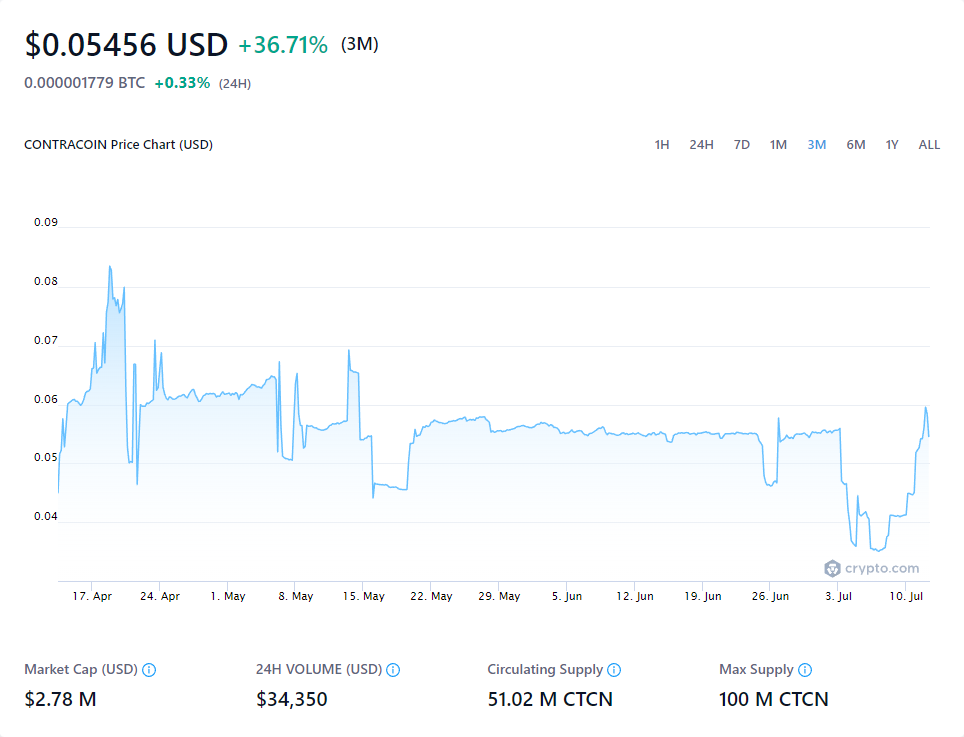 $0.05456 USD +36.71% (3M)
0.000001779 BTC +0.33% (24H)
CONTRACOIN Price Chart (USD)
1H 24H 7D 1M 3M 6M 1Y ALL
0.09
0.08
0.07
0.06
0.05
0.04
crypto.com
17. Apr 24. Apr 1. May 8. May 15. May 22. May 29. May 5. Jun 12. Jun 19. Jun 26. Jun 3. Jul 10. Jul
Market Cap (USD) 24H VOLUME (USD) Circulating Supply Max Supply
$2.78 M $34,350 51.02 M CTCN 100 M CTCN